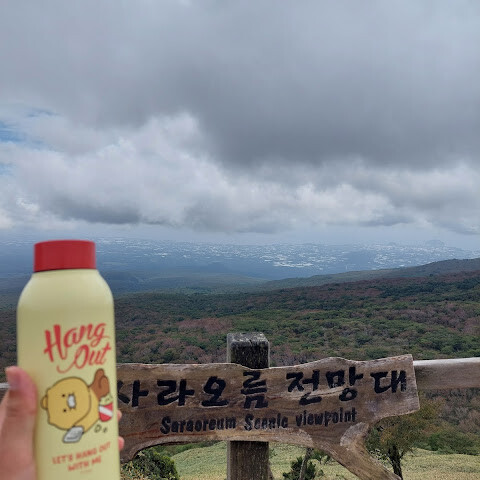 Hang
Out
LET'S HANG OUT
WITH ME
사라오름 전망대
Saraoreum Scenic viewpoint